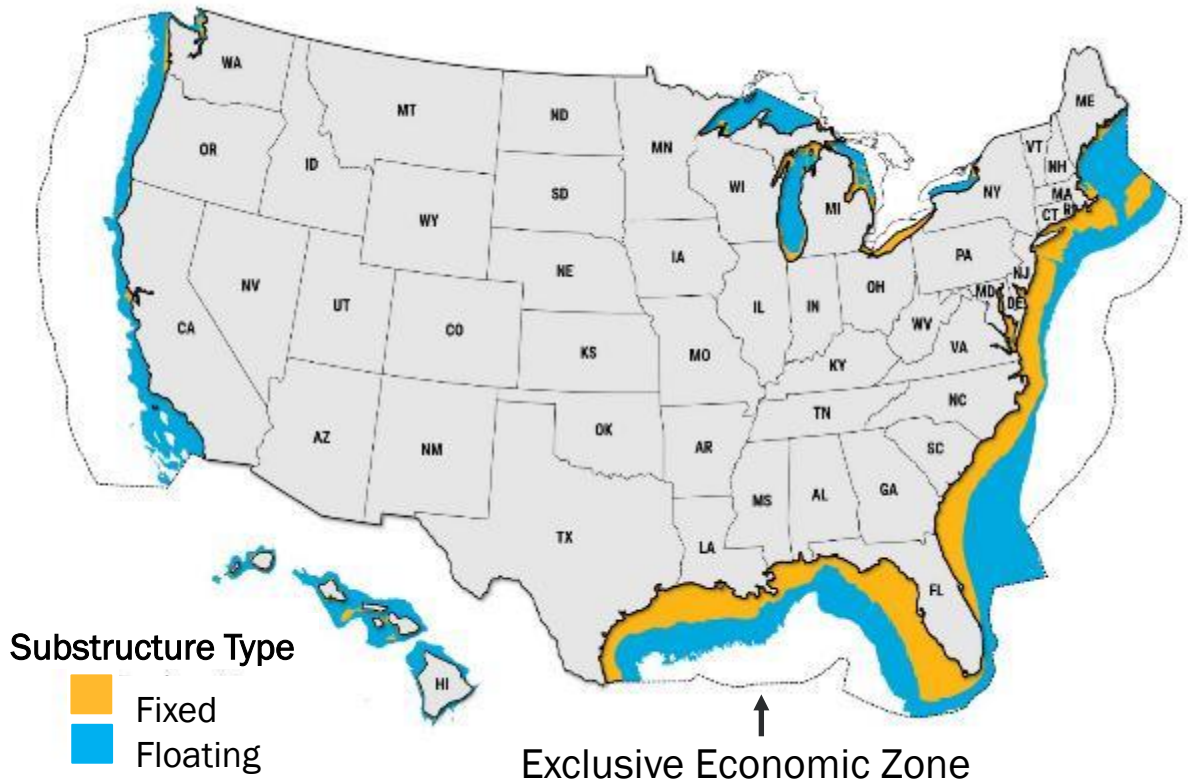 WA
MT
ND
MN
ME
OR
ID
SD
WI
MI
VT
NH
NY
MA
RI
CT
WY
IA
PA
NJ
NE
NV
UT
CO
IL
IN
OH
MD
DE
WV
VA
CA
KS
MO
KY
NC
TN
AZ
NM
OK
AR
SC
MS
AL
GA
TX
LA
FL
HI
Substructure Type
Fixed
Floating
Exclusive Economic Zone